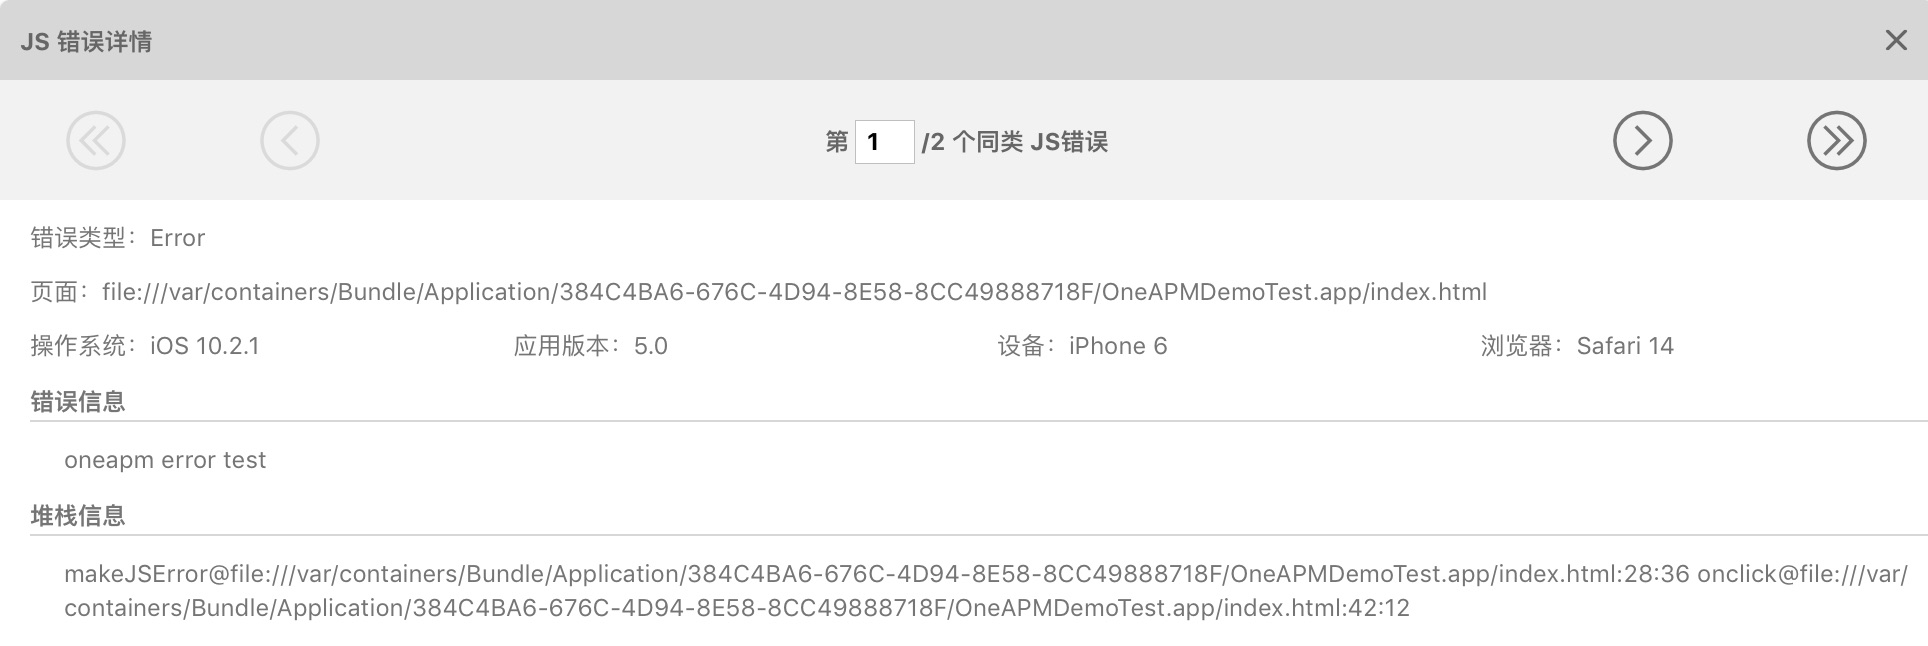 JS 错误详情
第 1 /2 个同类 JS错误
错误类型：Error
页面：file:///var/containers/Bundle/Application/384C4BA6-676C-4D94-8E58-8CC49888718F/OneAPMDemoTest.app/index.html
操作系统：iOS 10.2.1 应用版本：5.0 设备：iPhone 6 浏览器：Safari 14
错误信息
oneapm error test
堆栈信息
makeJSError@file:///var/containers/Bundle/Application/384C4BA6-676C-4D94-8E58-8CC49888718F/OneAPMDemoTest.app/index.html:28:36 onclick@file:///var/
containers/Bundle/Application/384C4BA6-676C-4D94-8E58-8CC49888718F/OneAPMDemoTest.app/index.html:42:12